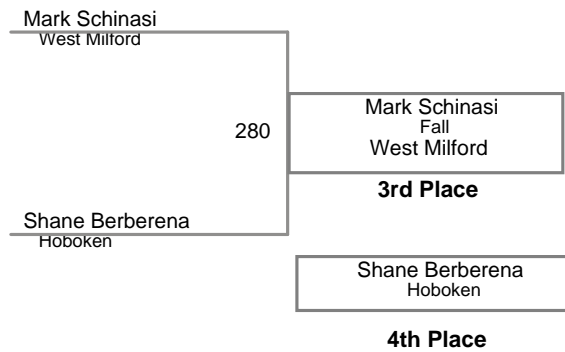 Mark Schinasi
West Milford
280
Mark Schinasi
Fall
West Milford
3rd Place
Shane Berberena
Hoboken
Shane Berberena
Hoboken
4th Place